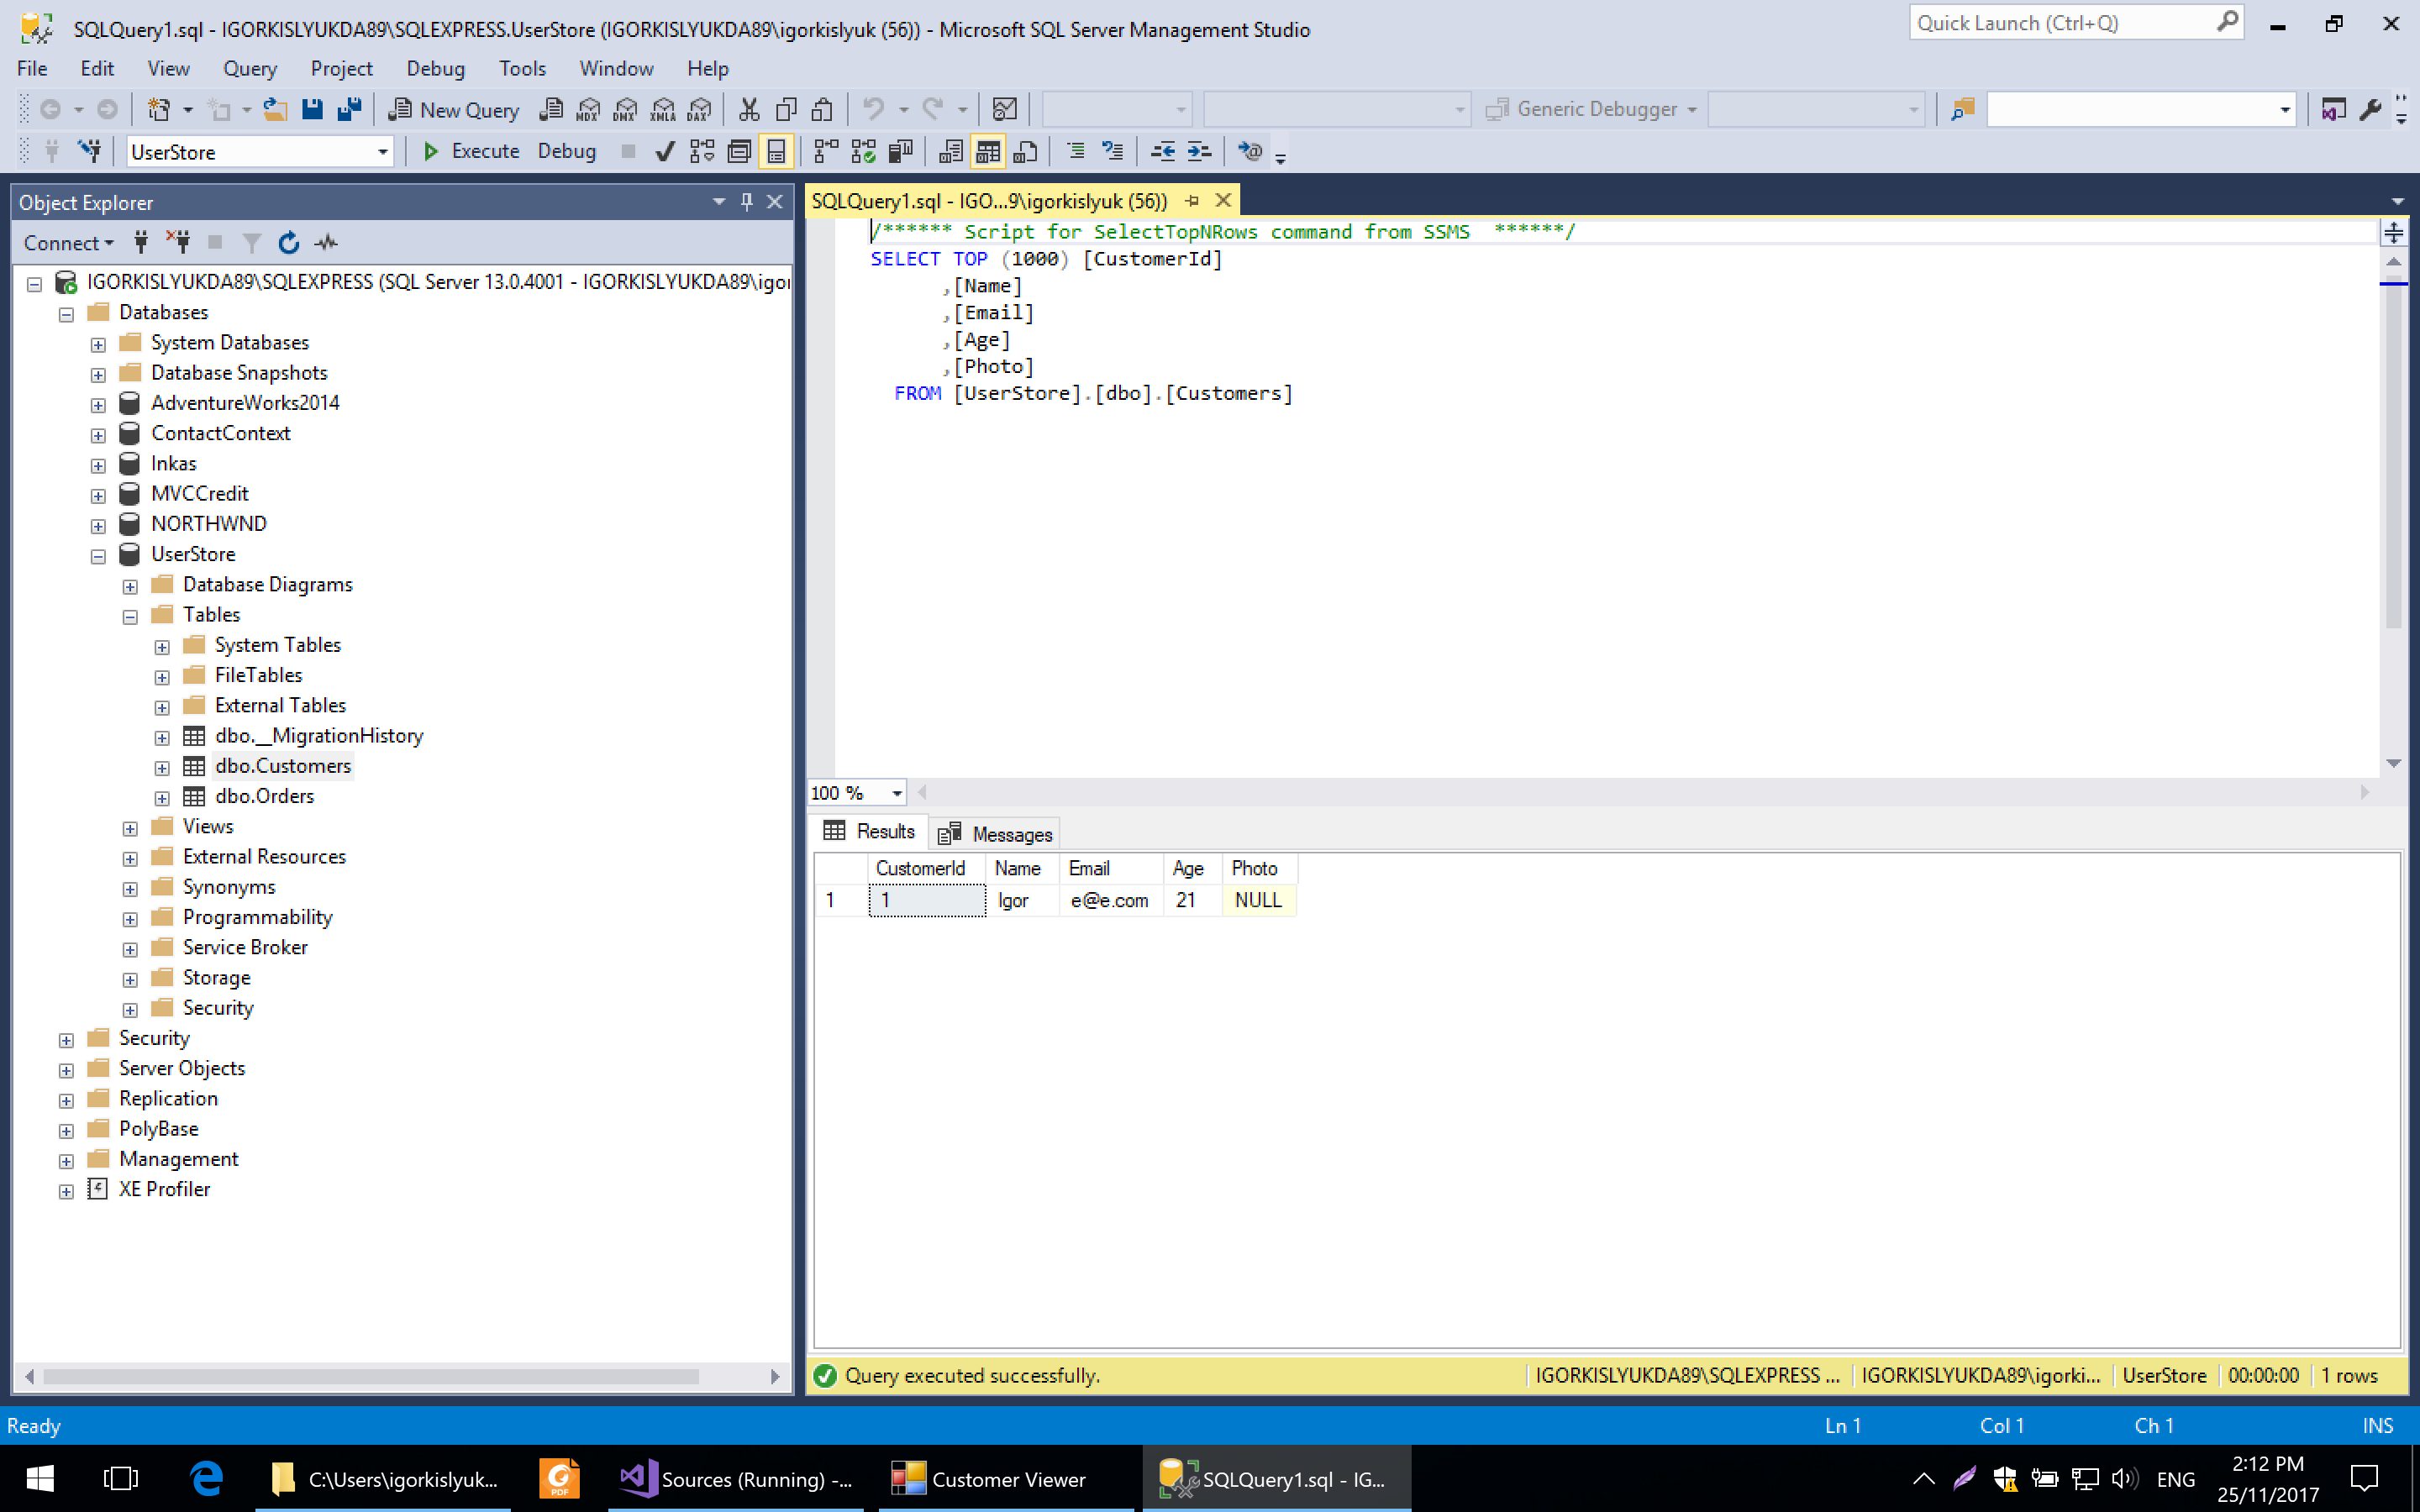 SQLQuery1.sql - IGORKISLYUKDA89\SQLEXPRESS.UserStore (IGORKISLYUKDA89\igorkislyuk (56)) - Microsoft SQL Server Management Studio
Quick Launch (Ctrl+Q)
File Edit View Query Project Debug Tools Window Help
New Query MDX DMX XMLA DAX Generic Debugger
UserStore Execute Debug
Object Explorer
Connect
IGORKISLYUKDA89\SQLEXPRESS (SQL Server 13.0.4001 - IGORKISLYUKDA89\igor
Databases
System Databases
Database Snapshots
AdventureWorks2014
ContactContext
Inkas
MVCCredit
NORTHWND
UserStore
Database Diagrams
Tables
System Tables
FileTables
External Tables
dbo.__MigrationHistory
dbo.Customers
dbo.Orders
Views
External Resources
Synonyms
Programmability
Service Broker
Storage
Security
Security
Server Objects
Replication
PolyBase
Management
XE Profiler
SQLQuery1.sql - IGO...9\igorkislyuk (56))
/****** Script for SelectTopNRows command from SSMS  ******/
SELECT TOP (1000) [CustomerId]
,[Name]
,[Email]
,[Age]
,[Photo]
FROM [UserStore].[dbo].[Customers]
100 %
Results Messages
CustomerId Name Email Age Photo
1 1 Igor e@e.com 21 NULL
Query executed successfully. IGORKISLYUKDA89\SQLEXPRESS ... IGORKISLYUKDA89\igorki... UserStore 00:00:00 1 rows
Ready Ln 1 Col 1 Ch 1 INS
C:\Users\igorkislyuk... PDF Sources (Running) -... Customer Viewer SQLQuery1.sql - IG... ENG
2:12 PM
25/11/2017